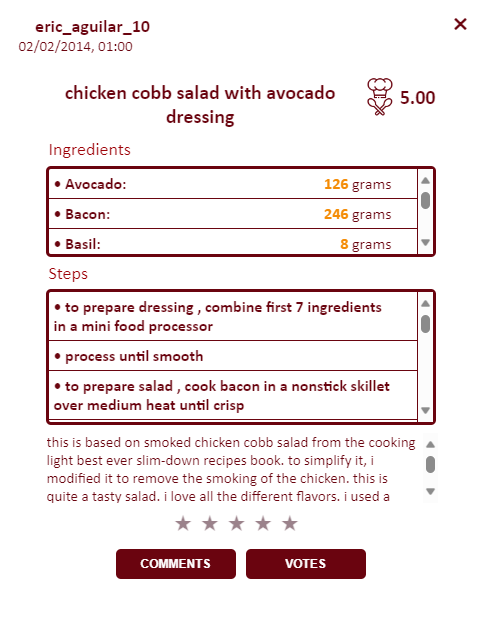 eric_aguilar_10
02/02/2014, 01:00
chicken cobb salad with avocado
dressing
5.00
Ingredients
• Avocado: 126 grams
• Bacon: 246 grams
• Basil: 8 grams
Steps
• to prepare dressing , combine first 7 ingredients
in a mini food processor
• process until smooth
• to prepare salad , cook bacon in a nonstick skillet
over medium heat until crisp
this is based on smoked chicken cobb salad from the cooking
light best ever slim-down recipes book. to simplify it, i
modified it to remove the smoking of the chicken. this is
quite a tasty salad. i love all the different flavors. i used a
COMMENTS
VOTES